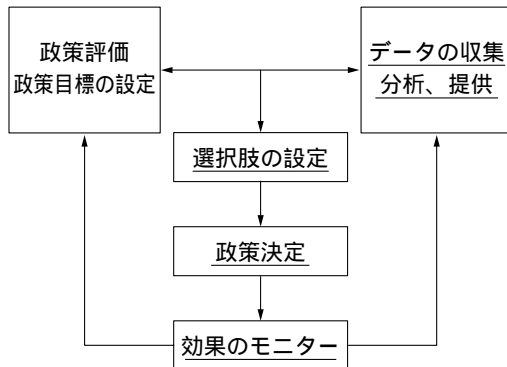 政策評価
政策目標の設定
データの収集
分析、提供
選択肢の設定
政策決定
効果のモニター